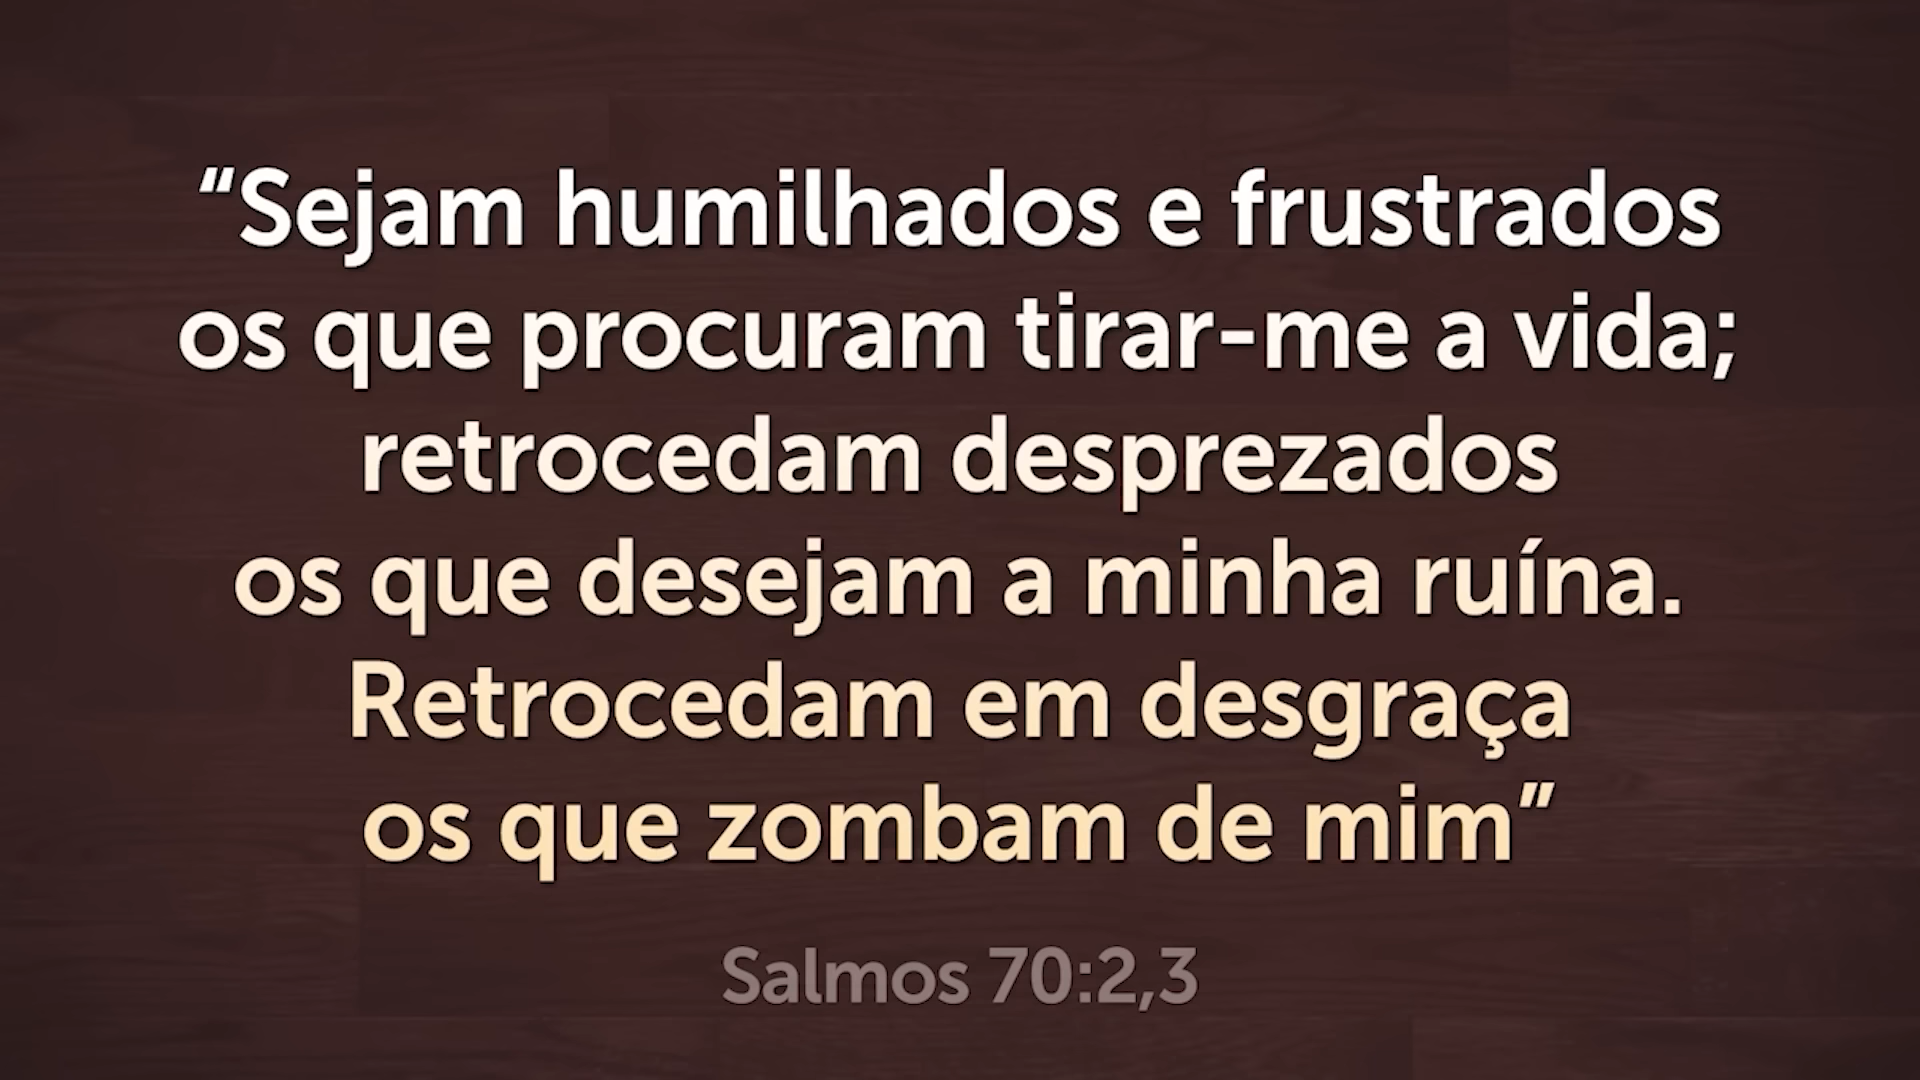 “Sejam humilhados e frustrados
os que procuram tirar-me a vida;
retrocedam desprezados
os que desejam a minha ruína.
Retrocedam em desgraça
os que zombam de mim”
Salmos 70:2,3